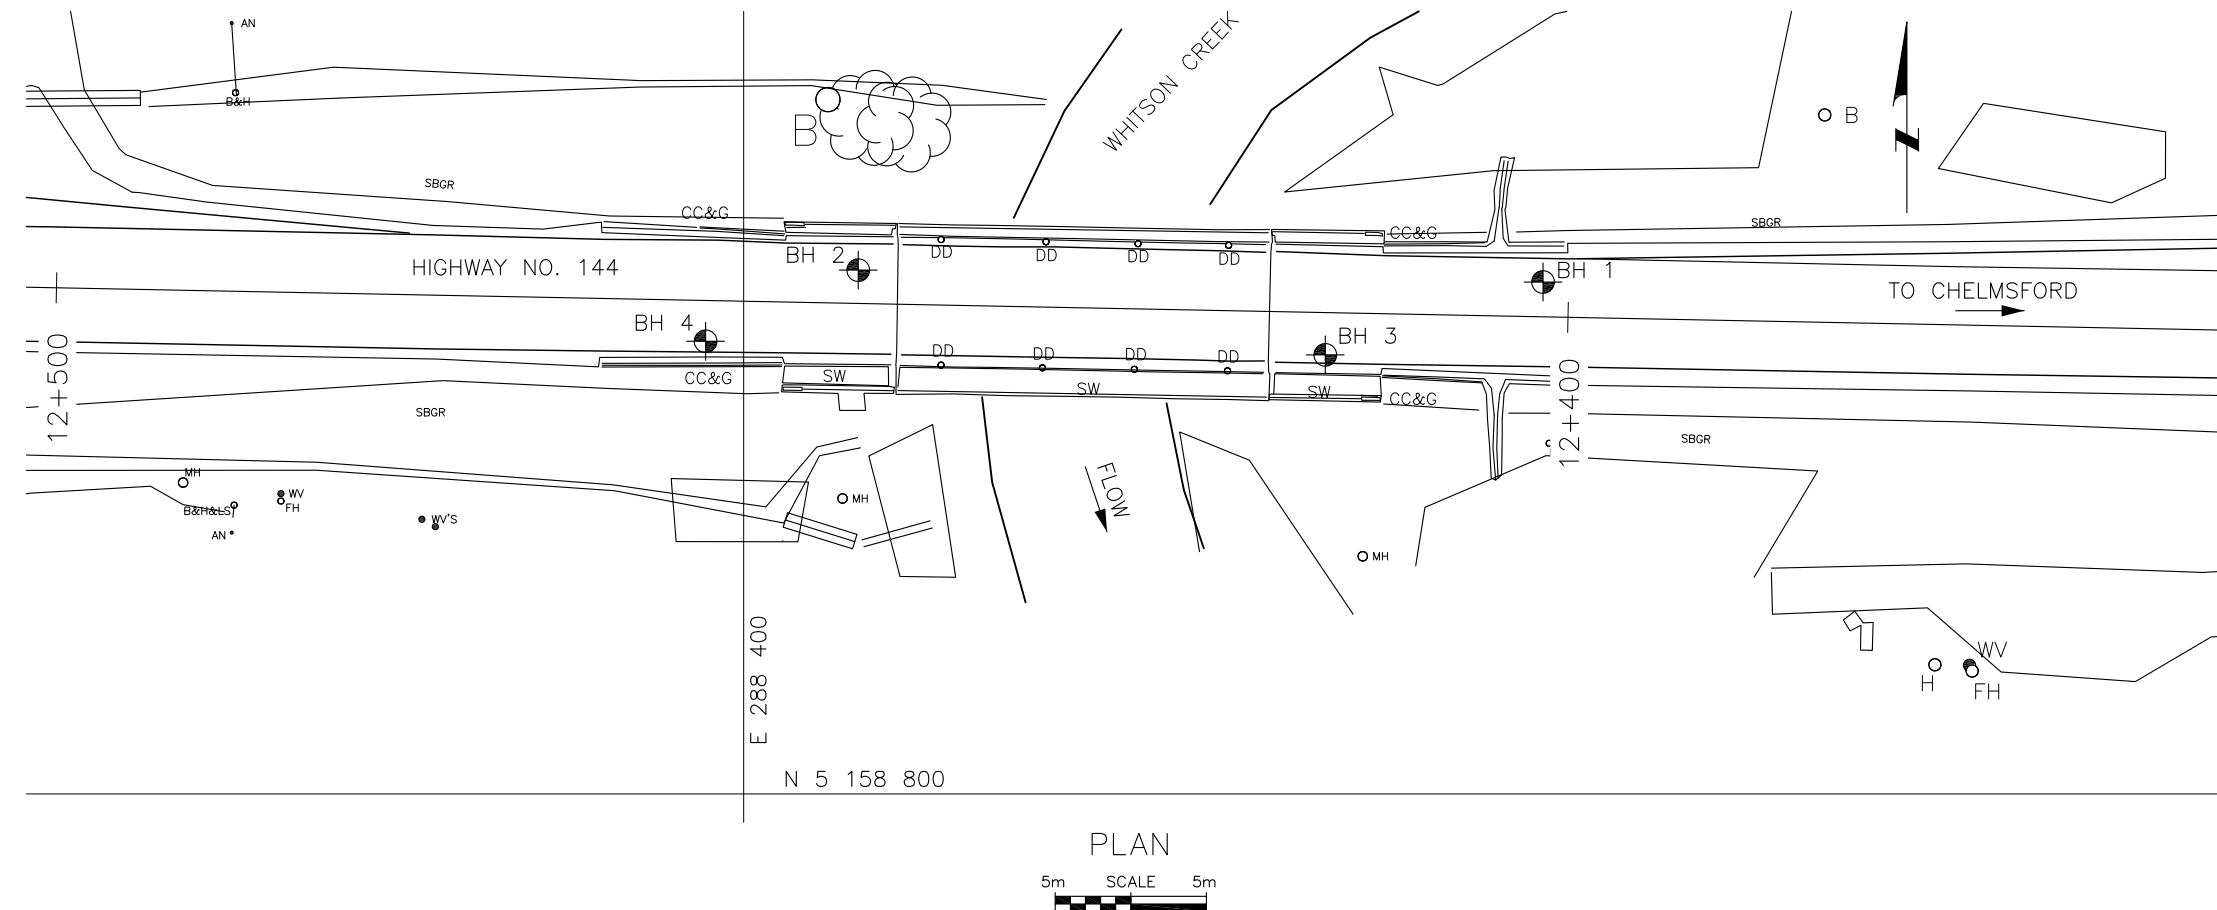 AN
WHITSON CREEK
B&H
B
B
N
SBGR
CC&G
SBGR
CC&G
BH 2
DD
DD
DD
DD
HIGHWAY NO. 144
BH 1
TO CHELMSFORD
BH 4
BH 3
12+500
DD
DD
DD
DD
12+400
CC&G
SW
SW
SW
CC&G
SBGR
SBGR
MH
WV
FH
B&H&LS
WV'S
AN
MH
FLOW
MH
E 288 400
WV
H
FH
N 5 158 800
PLAN
5m SCALE 5m